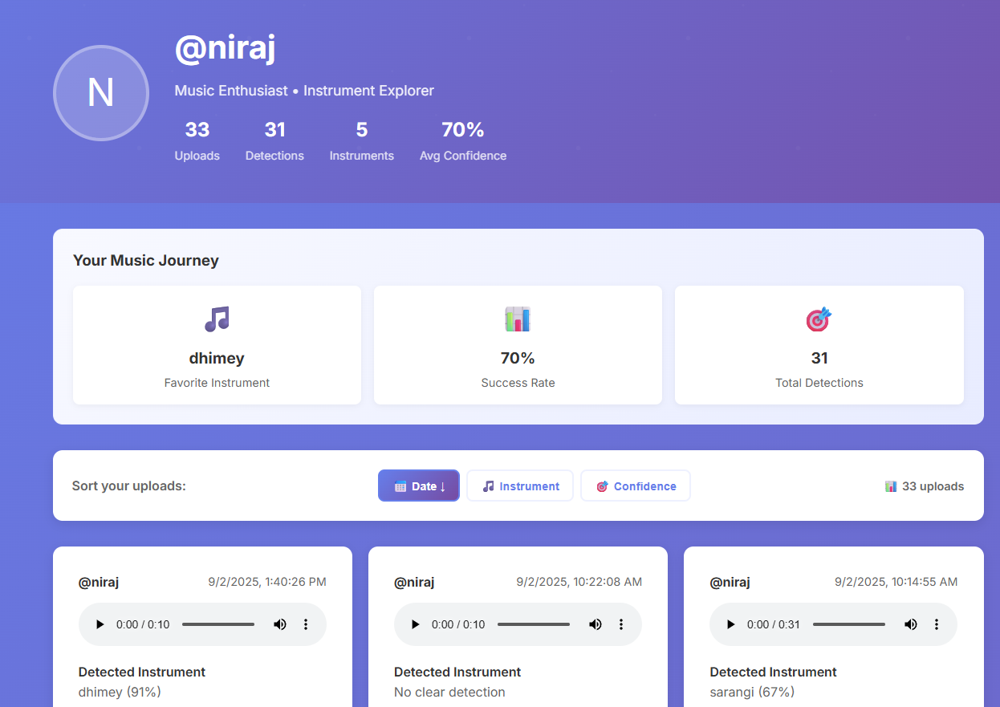 N
@niraj
Music Enthusiast • Instrument Explorer
33 31 5 70%
Uploads Detections Instruments Avg Confidence
Your Music Journey
dhimey 70% 31
Favorite Instrument Success Rate Total Detections
Sort your uploads: Date ↓ Instrument Confidence 33 uploads
@niraj 9/2/2025, 1:40:26 PM @niraj 9/2/2025, 10:22:08 AM @niraj 9/2/2025, 10:14:55 AM
0:00 / 0:10 0:00 / 0:10 0:00 / 0:31
Detected Instrument Detected Instrument Detected Instrument
dhimey (91%) No clear detection sarangi (67%)